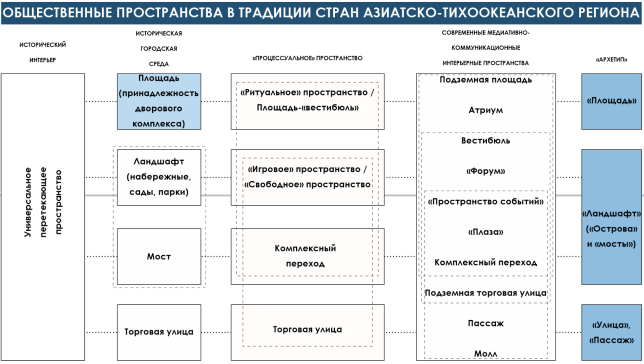 ОБЩЕСТВЕННЫЕ ПРОСТРАНСТВА В ТРАДИЦИИ СТРАН АЗИАТСКО-ТИХООКЕАНСКОГО РЕГИОНА
ИСТОРИЧЕСКИЙ
ИНТЕРЬЕР
ИСТОРИЧЕСКАЯ
ГОРОДСКАЯ
СРЕДА
«ПРОЦЕССУАЛЬНОЕ» ПРОСТРАНСТВО
СОВРЕМЕННЫЕ МЕДИАТИВНО-
КОММУНИКАЦИОННЫЕ
ИНТЕРЬЕРНЫЕ ПРОСТРАНСТВА
«АРХЕТИП»
Универсальное
перетекающее
пространство
Площадь
(принадлежность
дворового
комплекса)
Ландшафт
(набережные,
сады, парки)
Мост
Торговая улица
«Ритуальное» пространство /
Площадь-«вестибюль»
«Игровое» пространство /
«Свободное» пространство
Комплексный
переход
Торговая улица
Подземная площадь
Атриум
Вестибюль
«Форум»
«Пространство событий»
«Плаза»
Комплексный переход
Подземная торговая улица
Пассаж
Молл
«Площадь»
«Ландшафт»
(«Острова»
и «мосты»)
«Улица»,
«Пассаж»